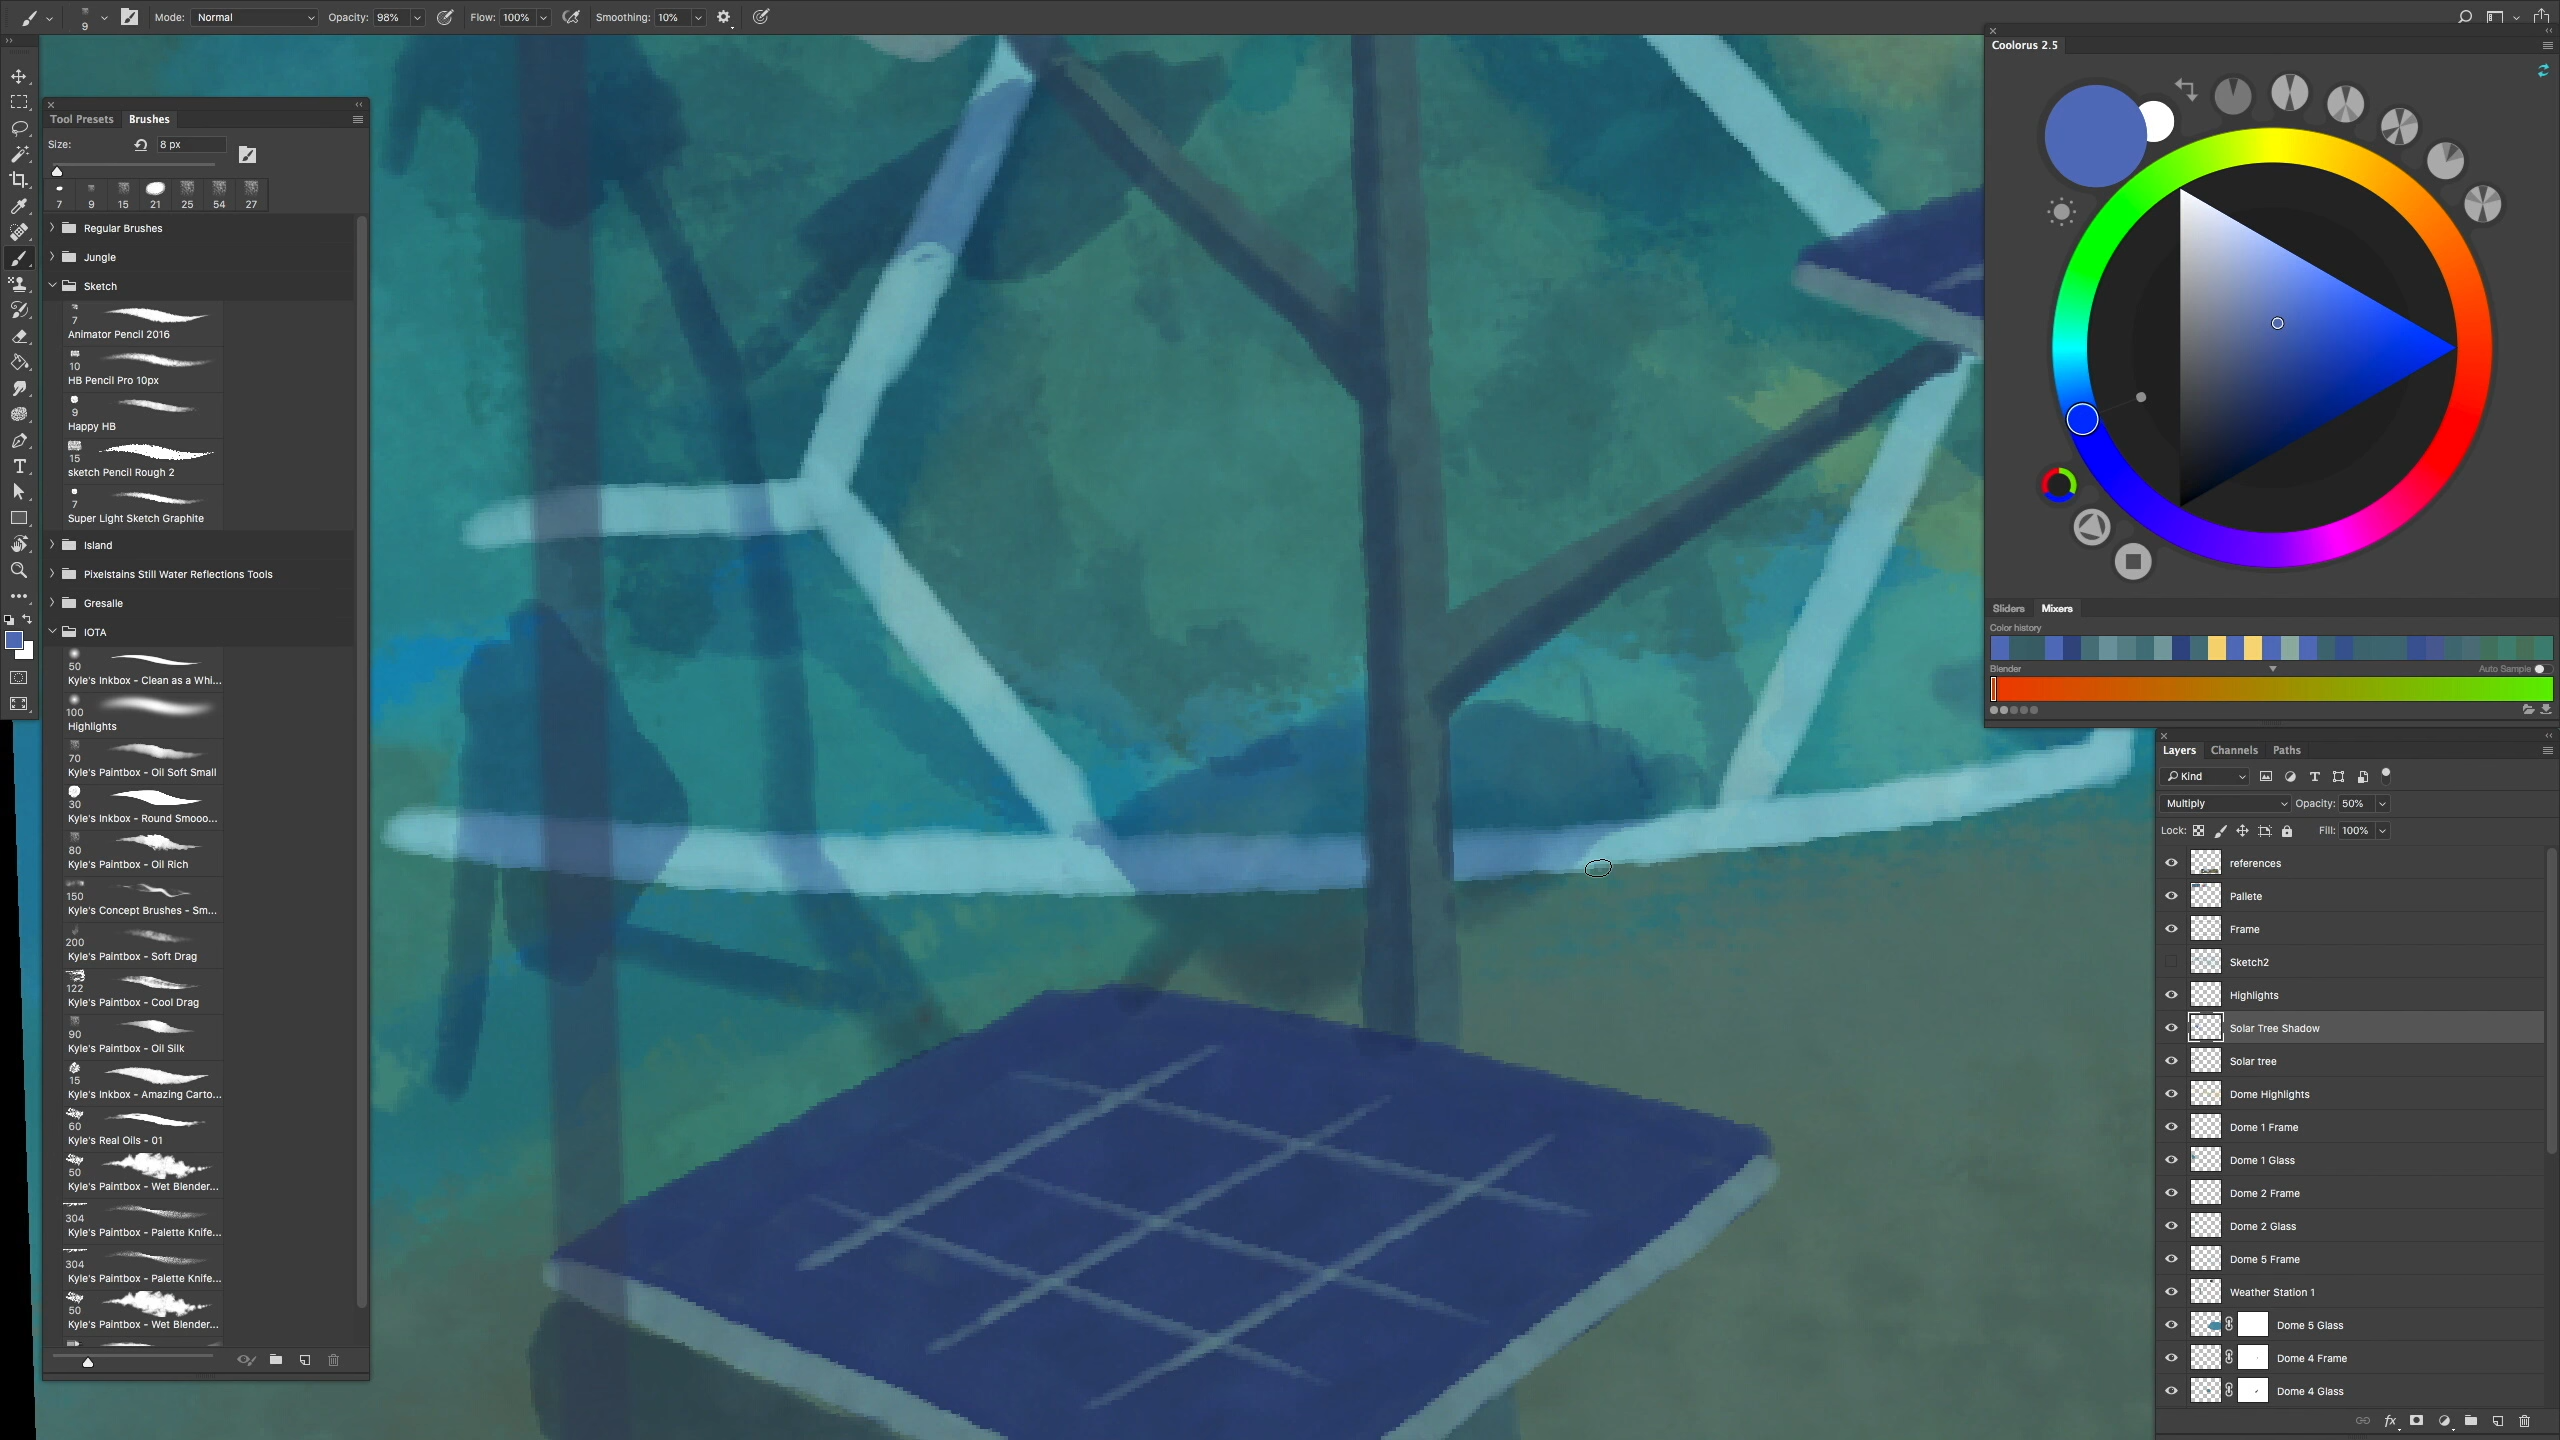 9
Mode: Normal
Opacity: 98%
Flow: 100%
Smoothing: 10%
Tool Presets
Brushes
Size:
8 px
7 9 15 21 25 54 27
Regular Brushes
Jungle
Sketch
7
Animator Pencil 2016
10
HB Pencil Pro 10px
9
Happy HB
15
sketch Pencil Rough 2
7
Super Light Sketch Graphite
Island
Pixelstains Still Water Reflections Tools
Gresalle
IOTA
50
Kyle's Inkbox - Clean as a Whi...
100
Highlights
70
Kyle's Paintbox - Oil Soft Small
30
Kyle's Inkbox - Round Smooo...
80
Kyle's Paintbox - Oil Rich
150
Kyle's Concept Brushes - Sm...
200
Kyle's Paintbox - Soft Drag
122
Kyle's Paintbox - Cool Drag
90
Kyle's Paintbox - Oil Silk
15
Kyle's Inkbox - Amazing Carto...
60
Kyle's Real Oils - 01
50
Kyle's Paintbox - Wet Blender...
304
Kyle's Paintbox - Palette Knife...
304
Kyle's Paintbox - Palette Knife...
50
Kyle's Paintbox - Wet Blender...
Coolorus 2.5
Sliders
Mixers
Color history
Blender
Auto Sample
Layers
Channels
Paths
Kind
Multiply
Opacity: 50%
Lock:
Fill: 100%
references
Pallete
Frame
Sketch2
Highlights
Solar Tree Shadow
Solar tree
Dome Highlights
Dome 1 Frame
Dome 1 Glass
Dome 2 Frame
Dome 2 Glass
Dome 5 Frame
Weather Station 1
Dome 5 Glass
Dome 4 Frame
Dome 4 Glass
fx